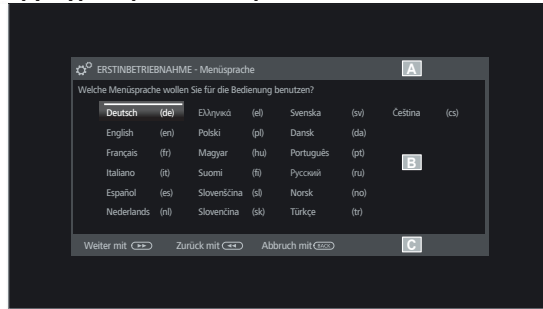 ERSTINBETRIEBNAHME - Menüsprache A
Welche Menüsprache wollen Sie für die Bedienung benutzen?
Deutsch (de) Ελληνικά (el) Svenska (sv) Čeština (cs)
English (en) Polski (pl) Dansk (da)
Français (fr) Magyar (hu) Português (pt)
B
Italiano (it) Suomi (fi) Русский (ru)
Español (es) Slovenščina (sl) Norsk (no)
Nederlands (nl) Slovenčina (sk) Türkçe (tr)
Weiter mit Zurück mit Abbruch mit BACK C